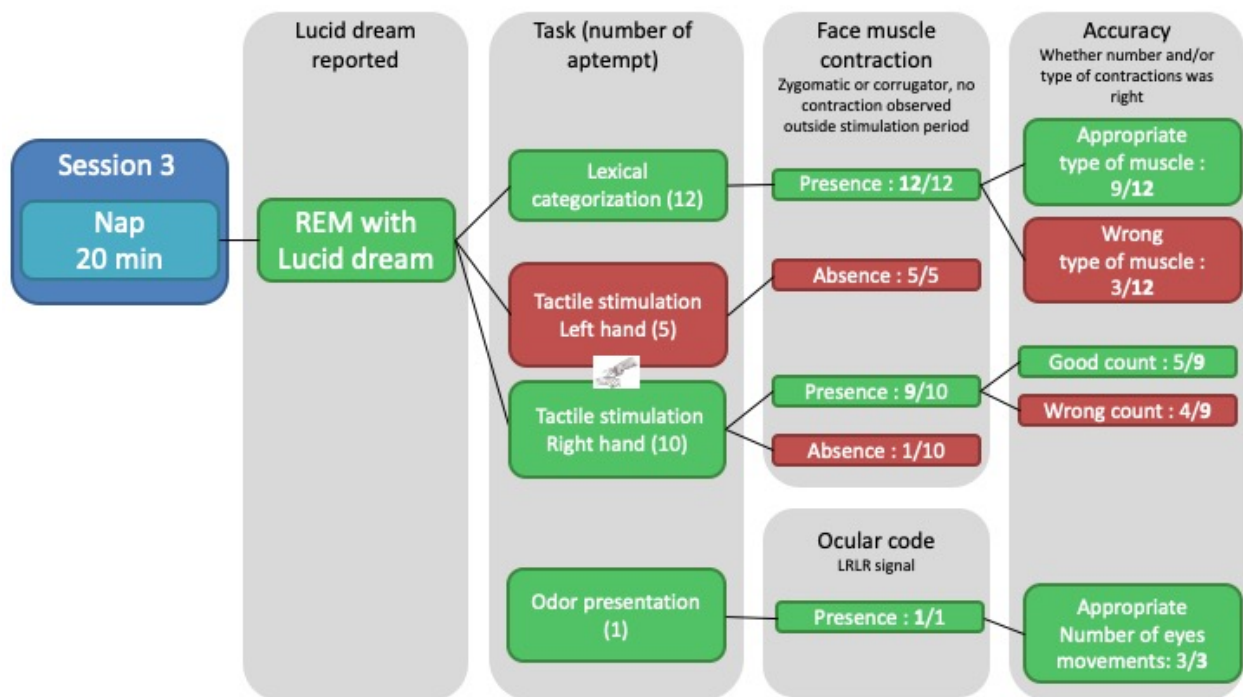 Session 3
Nap
20 min
Lucid dream
reported
REM with
Lucid dream
Task (number of
aptempt)
Lexical
categorization (12)
Tactile stimulation
Left hand (5)
Tactile stimulation
Right hand (10)
Odor presentation
(1)
Face muscle
contraction
Zygomatic or corrugator, no
contraction observed
outside stimulation period
Presence : 12/12
Absence : 5/5
Presence : 9/10
Absence : 1/10
Ocular code
LRLR signal
Presence : 1/1
Accuracy
Whether number and/or
type of contractions was
right
Appropriate
type of muscle :
9/12
Wrong
type of muscle :
3/12
Good count : 5/9
Wrong count : 4/9
Appropriate
Number of eyes
movements: 3/3